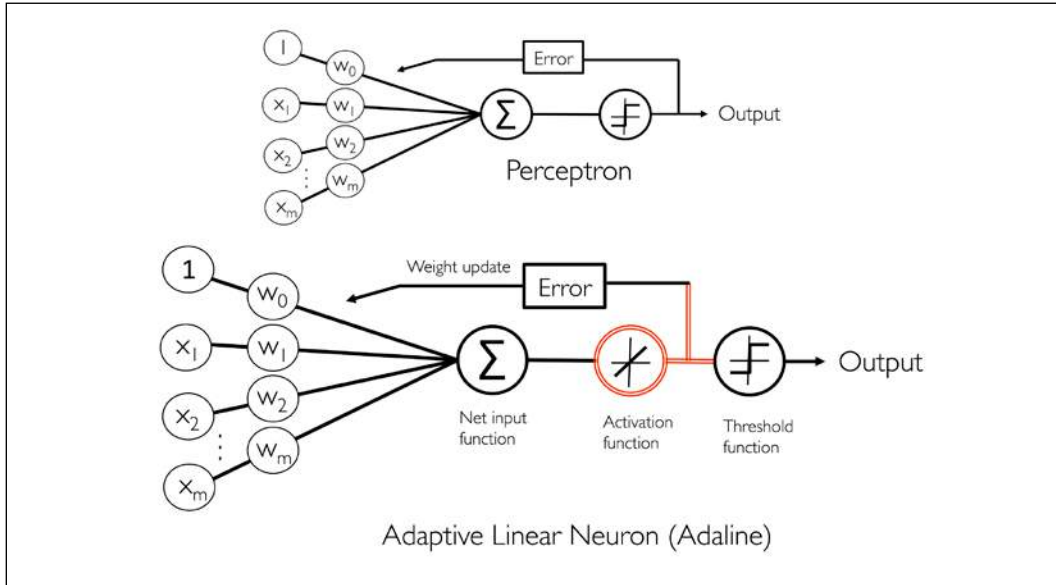 1
w0
Error
x1
w1
Σ
Output
x2
w2
⋮
wm
xm
Perceptron
Weight update
1
w0
Error
x1
w1
Σ
Output
x2
w2
Net input
function
Activation
function
Threshold
function
⋮
wm
xm
Adaptive Linear Neuron (Adaline)